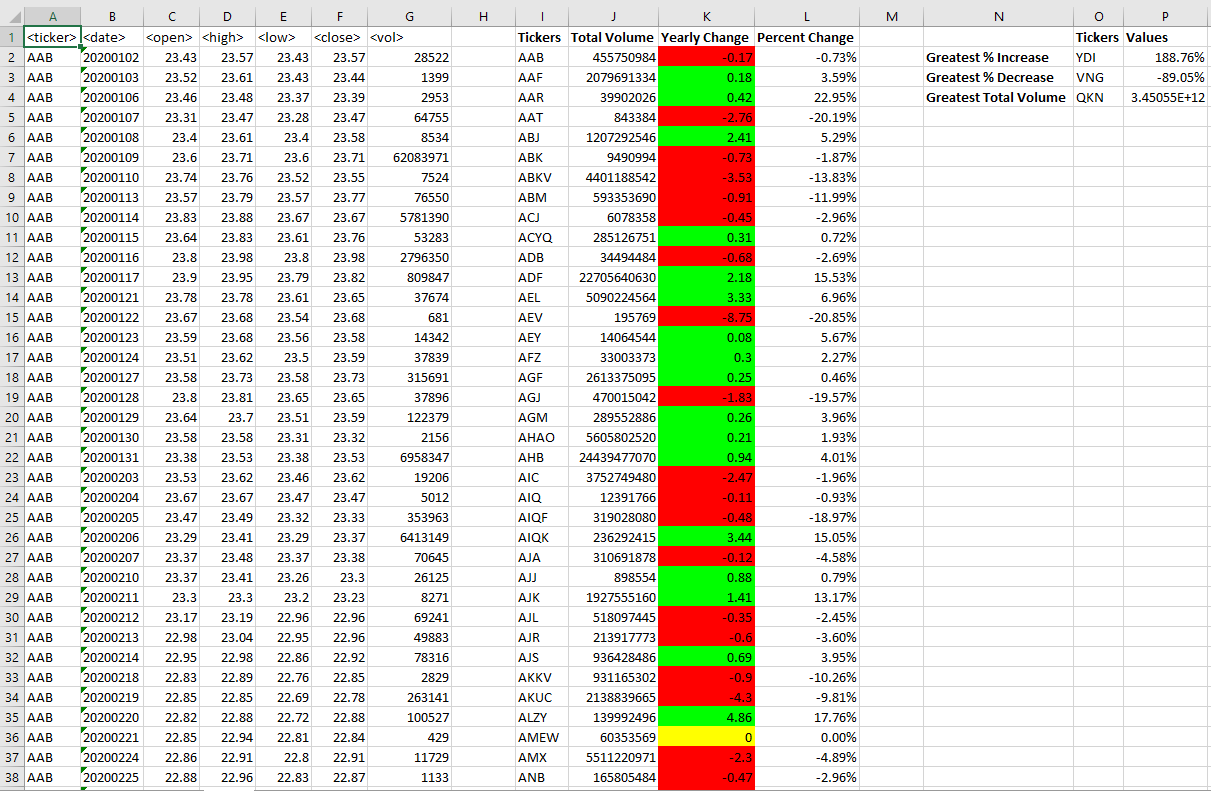 A B C D E F G H I J K L M N O P
1 <ticker> <date> <open> <high> <low> <close> <vol> Tickers Total Volume Yearly Change Percent Change Tickers Values
2 AAB 20200102 23.43 23.57 23.43 23.57 28522 AAB 455750984 -0.17 -0.73% Greatest % Increase YDI 188.76%
3 AAB 20200103 23.52 23.61 23.43 23.44 1399 AAF 2079691334 0.18 3.59% Greatest % Decrease VNG -89.05%
4 AAB 20200106 23.46 23.48 23.37 23.39 2953 AAR 39902026 0.42 22.95% Greatest Total Volume QKN 3.45055E+12
5 AAB 20200107 23.31 23.47 23.28 23.47 64755 AAT 843384 -2.76 -20.19%
6 AAB 20200108 23.4 23.61 23.4 23.58 8534 ABJ 1207292546 2.41 5.29%
7 AAB 20200109 23.6 23.71 23.6 23.71 62083971 ABK 9490994 -0.73 -1.87%
8 AAB 20200110 23.74 23.76 23.52 23.55 7524 ABKV 4401188542 -3.53 -13.83%
9 AAB 20200113 23.57 23.79 23.57 23.77 76550 ABM 593353690 -0.91 -11.99%
10 AAB 20200114 23.83 23.88 23.67 23.67 5781390 ACJ 6078358 -0.45 -2.96%
11 AAB 20200115 23.64 23.83 23.61 23.76 53283 ACYQ 285126751 0.31 0.72%
12 AAB 20200116 23.8 23.98 23.8 23.98 2796350 ADB 34494484 -0.68 -2.69%
13 AAB 20200117 23.9 23.95 23.79 23.82 809847 ADF 22705640630 2.18 15.53%
14 AAB 20200121 23.78 23.78 23.61 23.65 37674 AEL 5090224564 3.33 6.96%
15 AAB 20200122 23.67 23.68 23.54 23.68 681 AEV 195769 -8.75 -20.85%
16 AAB 20200123 23.59 23.68 23.56 23.58 14342 AEY 14064544 0.08 5.67%
17 AAB 20200124 23.51 23.62 23.5 23.59 37839 AFZ 33003373 0.3 2.27%
18 AAB 20200127 23.58 23.73 23.58 23.73 315691 AGF 2613375095 0.25 0.46%
19 AAB 20200128 23.8 23.81 23.65 23.65 37896 AGJ 470015042 -1.83 -19.57%
20 AAB 20200129 23.64 23.7 23.51 23.59 122379 AGM 289552886 0.26 3.96%
21 AAB 20200130 23.58 23.58 23.31 23.32 2156 AHAO 5605802520 0.21 1.93%
22 AAB 20200131 23.38 23.53 23.38 23.53 6958347 AHB 24439477070 0.94 4.01%
23 AAB 20200203 23.53 23.62 23.46 23.62 19206 AIC 3752749480 -2.47 -1.96%
24 AAB 20200204 23.67 23.67 23.47 23.47 5012 AIQ 12391766 -0.11 -0.93%
25 AAB 20200205 23.47 23.49 23.32 23.33 353963 AIQF 319028080 -0.48 -18.97%
26 AAB 20200206 23.29 23.41 23.29 23.37 6413149 AIQK 236292415 3.44 15.05%
27 AAB 20200207 23.37 23.48 23.37 23.38 70645 AJA 310691878 -0.12 -4.58%
28 AAB 20200210 23.37 23.41 23.26 23.3 26125 AJJ 898554 0.88 0.79%
29 AAB 20200211 23.3 23.3 23.2 23.23 8271 AJK 1927555160 1.41 13.17%
30 AAB 20200212 23.17 23.19 22.96 22.96 69241 AJL 518097445 -0.35 -2.45%
31 AAB 20200213 22.98 23.04 22.95 22.96 49883 AJR 213917773 -0.6 -3.60%
32 AAB 20200214 22.95 22.98 22.86 22.92 78316 AJS 936428486 0.69 3.95%
33 AAB 20200218 22.83 22.89 22.76 22.85 2829 AKKV 931165302 -0.9 -10.26%
34 AAB 20200219 22.85 22.85 22.69 22.78 263141 AKUC 2138839665 -4.3 -9.81%
35 AAB 20200220 22.82 22.88 22.72 22.88 100527 ALZY 139992496 4.86 17.76%
36 AAB 20200221 22.85 22.94 22.81 22.84 429 AMEW 60353569 0 0.00%
37 AAB 20200224 22.86 22.91 22.8 22.91 11729 AMX 5511220971 -2.3 -4.89%
38 AAB 20200225 22.88 22.96 22.83 22.87 1133 ANB 165805484 -0.47 -2.96%